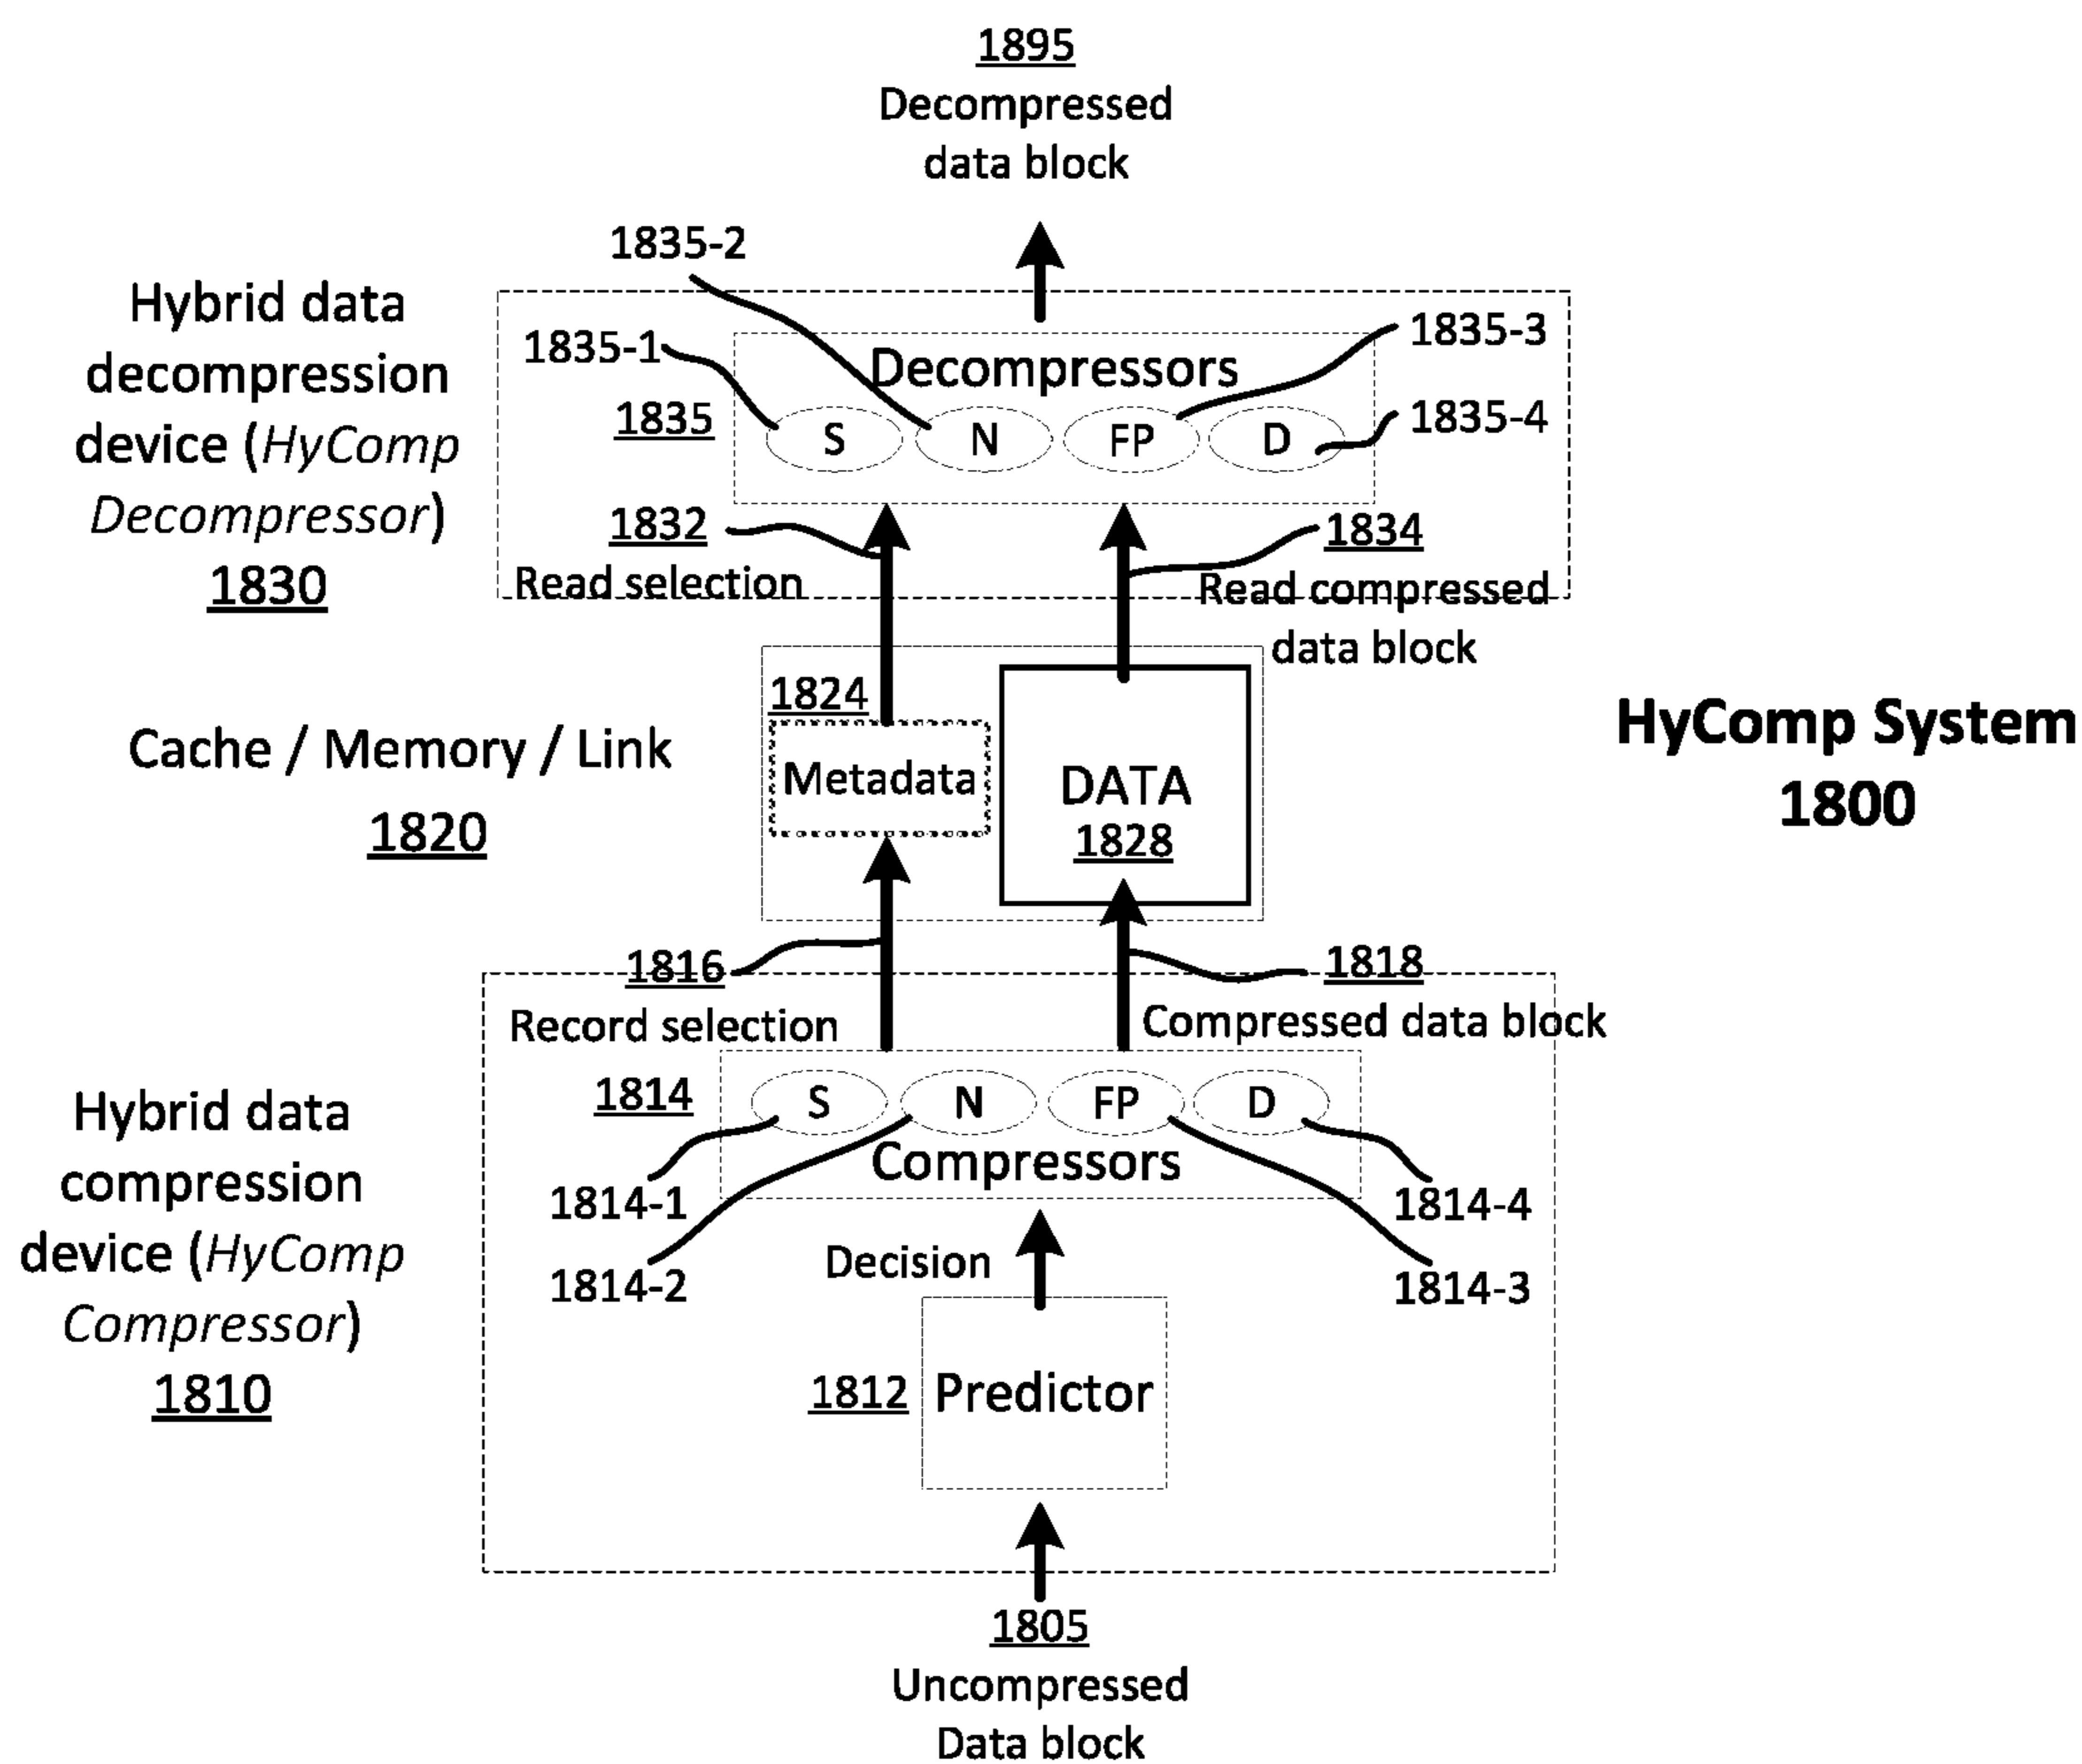 1895
Decompressed
data block
1835-2
Hybrid data
decompression
device (HyComp
Decompressor)
1830
1835-1
Decompressors
1835-3
1835
S N FP D
1835-4
1832
Read selection
1834
Read compressed
data block
Cache / Memory / Link
1820
1824
Metadata
DATA
1828
HyComp System
1800
1816
Record selection
1818
Compressed data block
Hybrid data
compression
device (HyComp
Compressor)
1810
1814
S N FP D
Compressors
1814-1
1814-2
1814-4
1814-3
Decision
1812
Predictor
1805
Uncompressed
Data block